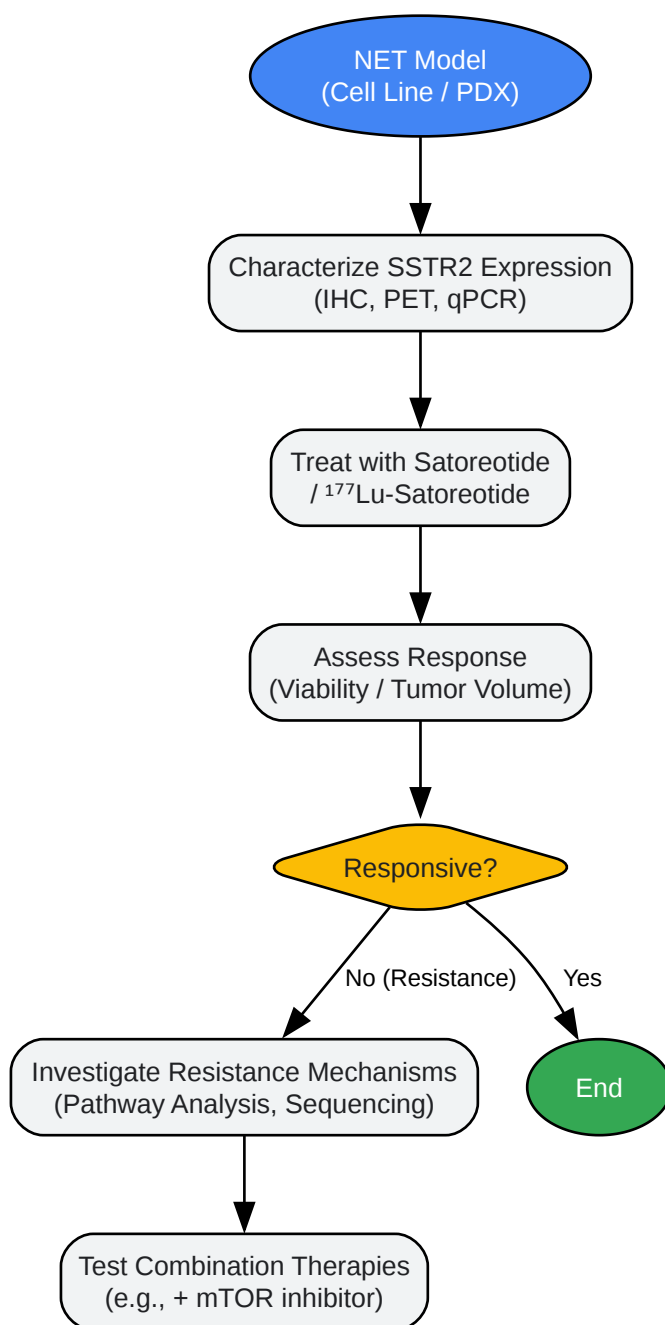 NET Model
(Cell Line / PDX)
Characterize SSTR2 Expression
(IHC, PET, qPCR)
Treat with Satoreotide
/ ¹⁷⁷Lu-Satoreotide
Assess Response
(Viability / Tumor Volume)
Responsive?
No (Resistance)
Yes
Investigate Resistance Mechanisms
(Pathway Analysis, Sequencing)
End
Test Combination Therapies
(e.g., + mTOR inhibitor)